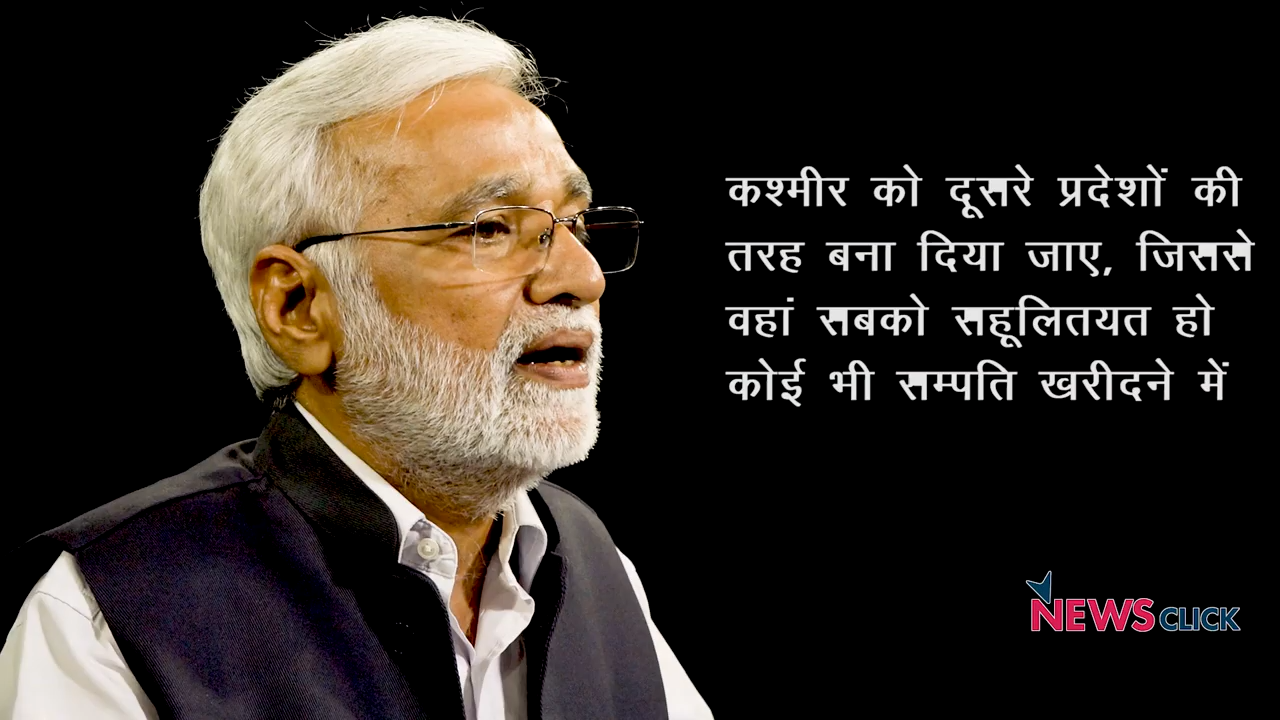 कश्मीर को दूसरे प्रदेशों की
तरह बना दिया जाए, जिससे
वहां सबको सहूलितयत हो
कोई भी सम्पति खरीदने में
NEWSCLICK